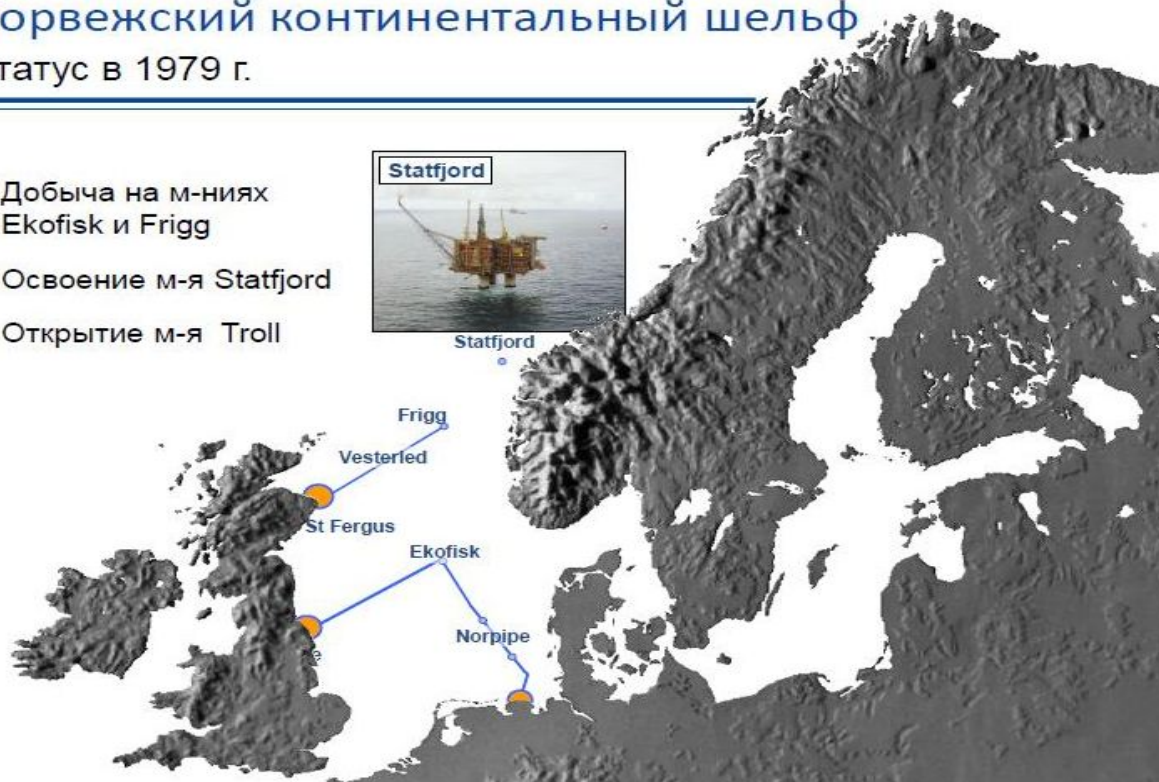 орвежский континентальный шельф
татус в 1979 г.
Добыча на м-ниях
Ekofisk и Frigg
Освоение м-я Statfjord
Открытие м-я Troll
Statfjord
Statfjord
Frigg
Vesterled
St Fergus
Ekofisk
Norpipe
e